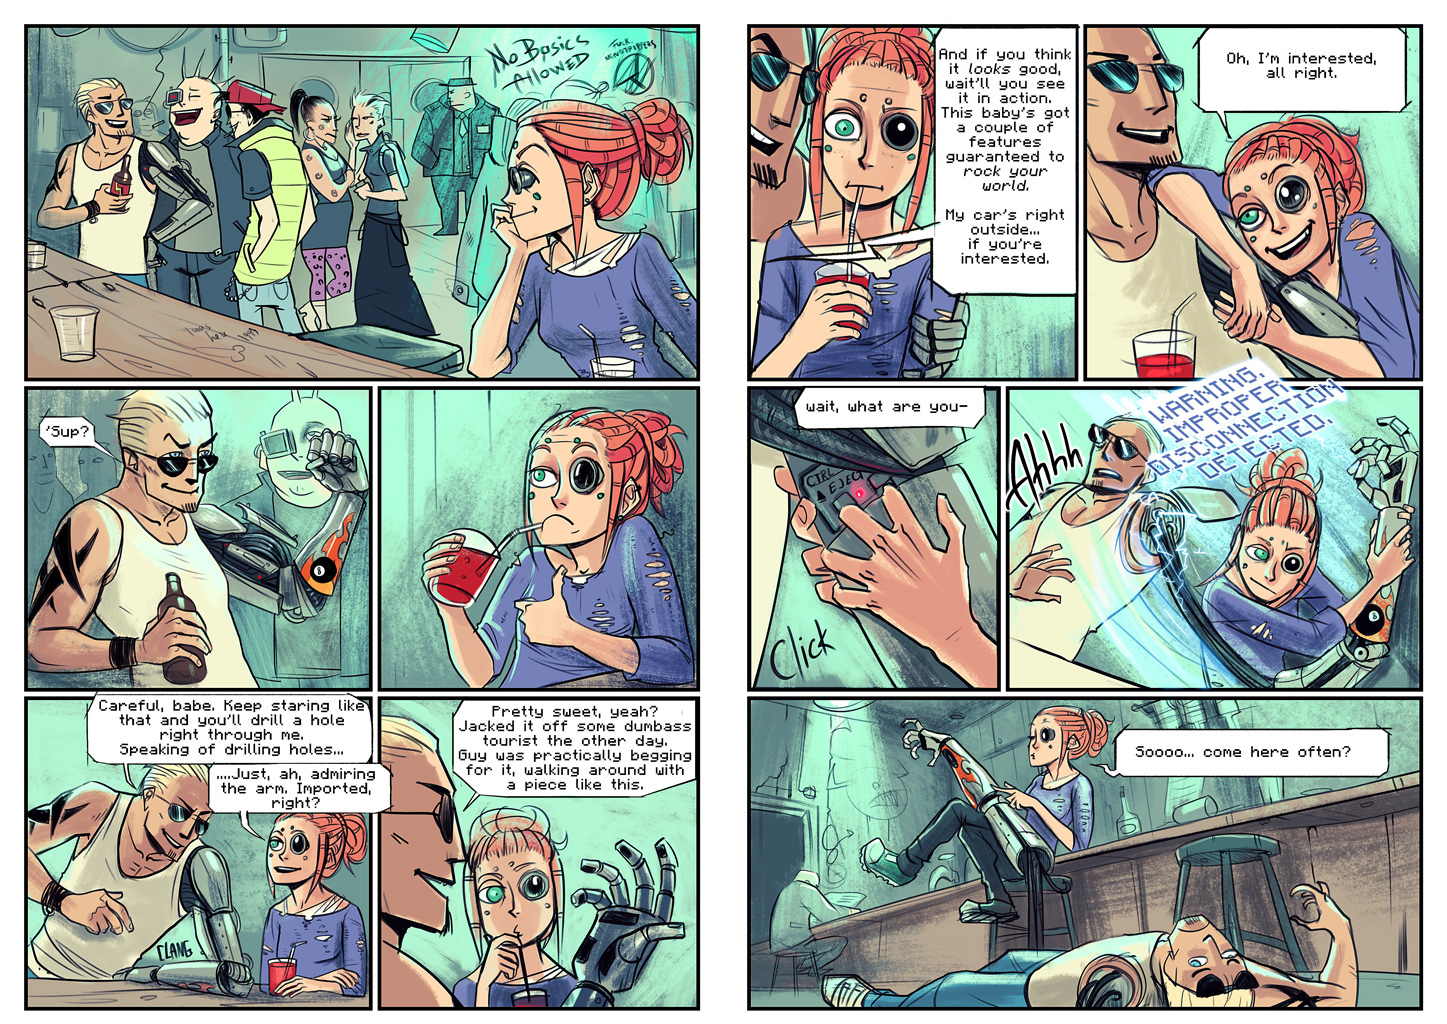 No Basics
Allowed
'Sup?
Careful, babe. Keep staring like
that and you'll drill a hole
right through me.
Speaking of drilling holes...
....Just, ah, admiring
the arm. Imported,
right?
CLANG
Pretty sweet, yeah?
Jacked it off some dumbass
tourist the other day.
Guy was practically begging
for it, walking around with
a piece like this.
And if you think
it looks good,
wait'll you see
it in action.
This baby's got
a couple of
features
guaranteed to
rock your
world.
My car's right
outside...
if you're
interested.
Oh, I'm interested,
all right.
wait, what are you-
CTRL
EJECT
Click
Ahhh
WARNING.
IMPROPER
DISCONNECTION
DETECTED.
8
Soooo... come here often?